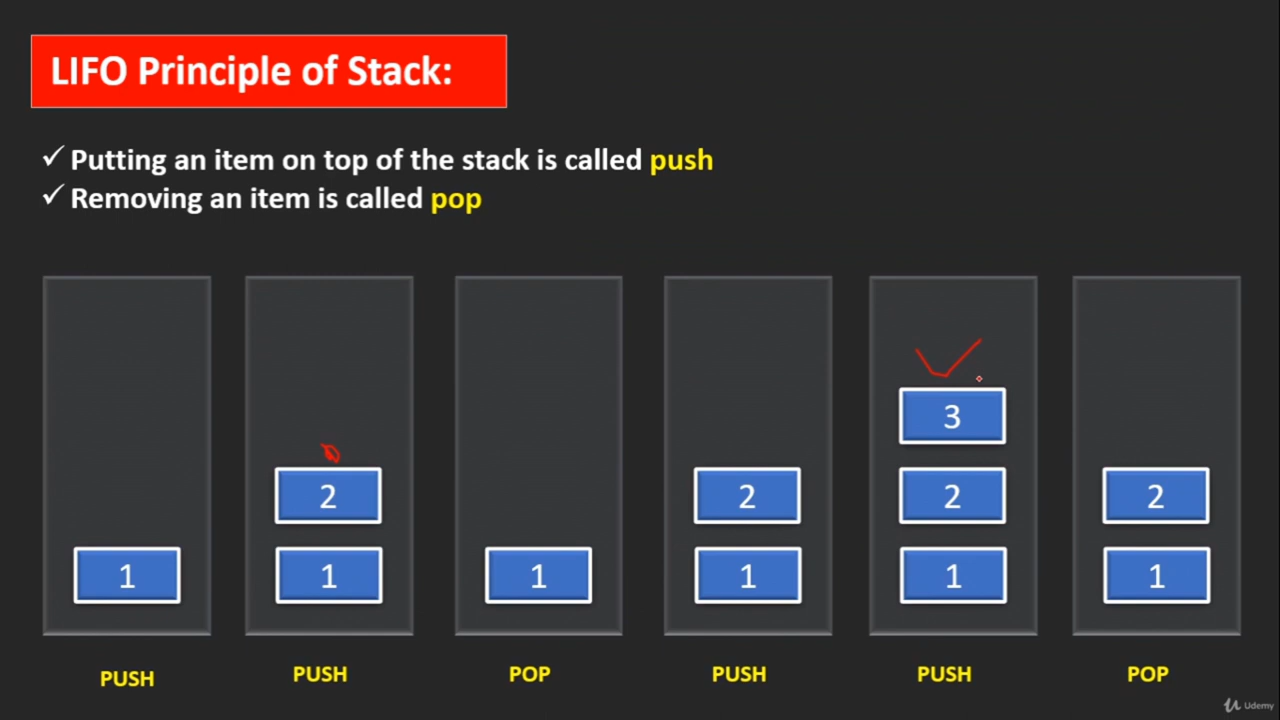 LIFO Principle of Stack:
✓ Putting an item on top of the stack is called push
✓ Removing an item is called pop
3
2 2 2 2
1 1 1 1 1 1
PUSH PUSH POP PUSH PUSH POP
Udemy